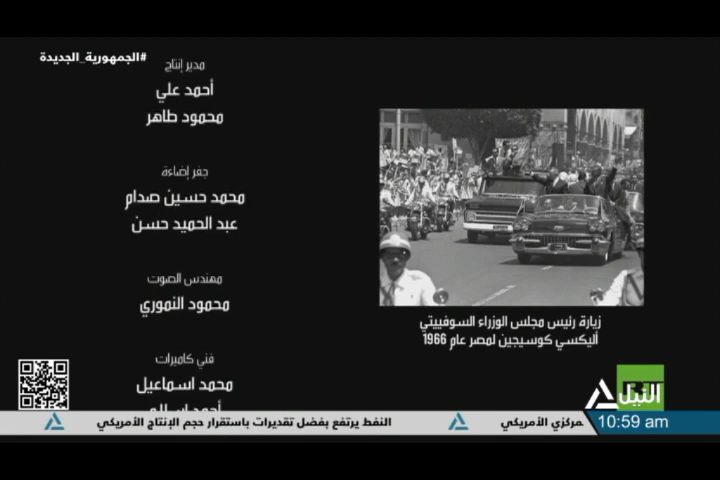 #الجمهورية_الجديدة
مدير إنتاج
أحمد علي
محمود طاهر
جفر إضاءة
محمد حسين صدام
عبد الحميد حسن
مهندس الصوت
محمود النموري
فني كاميرات
محمد اسماعيل
زيارة رئيس مجلس الوزراء السوفييتي
أليكسي كوسيجين لمصر عام 1966
النيل
RT
10:59 am
مركزي الأمريكي
النفط يرتفع بفضل تقديرات باستقرار حجم الإنتاج الأمريكي